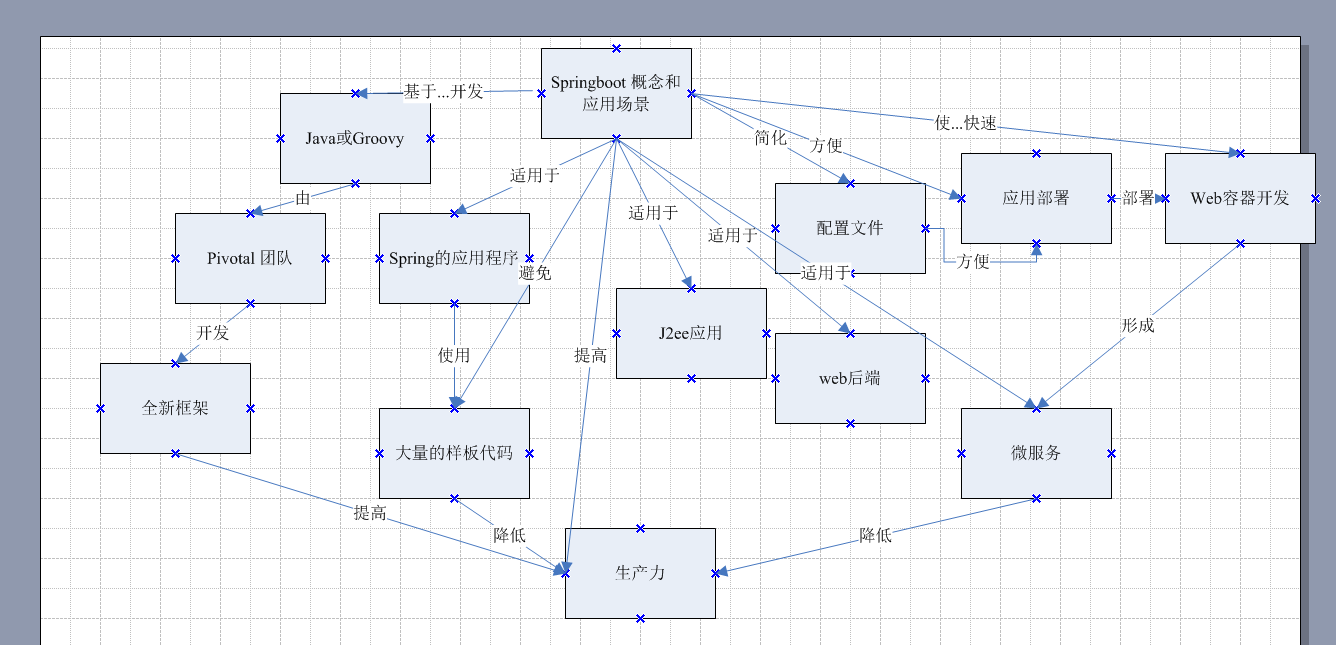 Springboot 概念和
应用场景
基于...开发
使...快速
简化
方便
Java或Groovy
适用于
由
适用于
适用于
适用于
避免
配置文件
应用部署
部署
Web容器开发
方便
Pivotal 团队
Spring的应用程序
开发
使用
提高
J2ee应用
web后端
形成
全新框架
大量的样板代码
微服务
提高
降低
降低
生产力